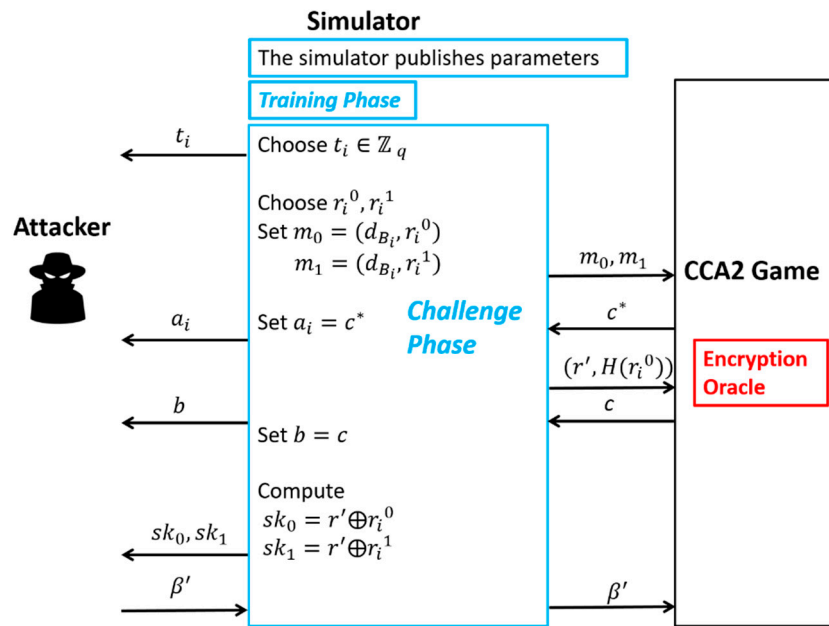 Simulator
The simulator publishes parameters
Training Phase
t_i
Choose t_i ∈ ℤ_q
Choose r_i^0, r_i^1
Set m_0 = (d_{B_i}, r_i^0)
m_1 = (d_{B_i}, r_i^1)
Attacker
m_0, m_1
CCA2 Game
a_i
Set a_i = c^*
Challenge
Phase
c^*
(r', H(r_i^0))
Encryption
Oracle
b
Set b = c
c
Compute
sk_0 = r'⊕r_i^0
sk_1 = r'⊕r_i^1
sk_0, sk_1
β'
β'